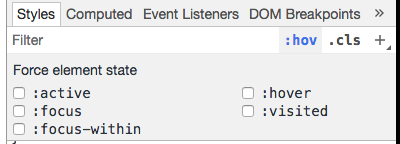 Styles Computed Event Listeners DOM Breakpoints »
Filter :hov .cls +
Force element state
:active :hover
:focus :visited
:focus-within